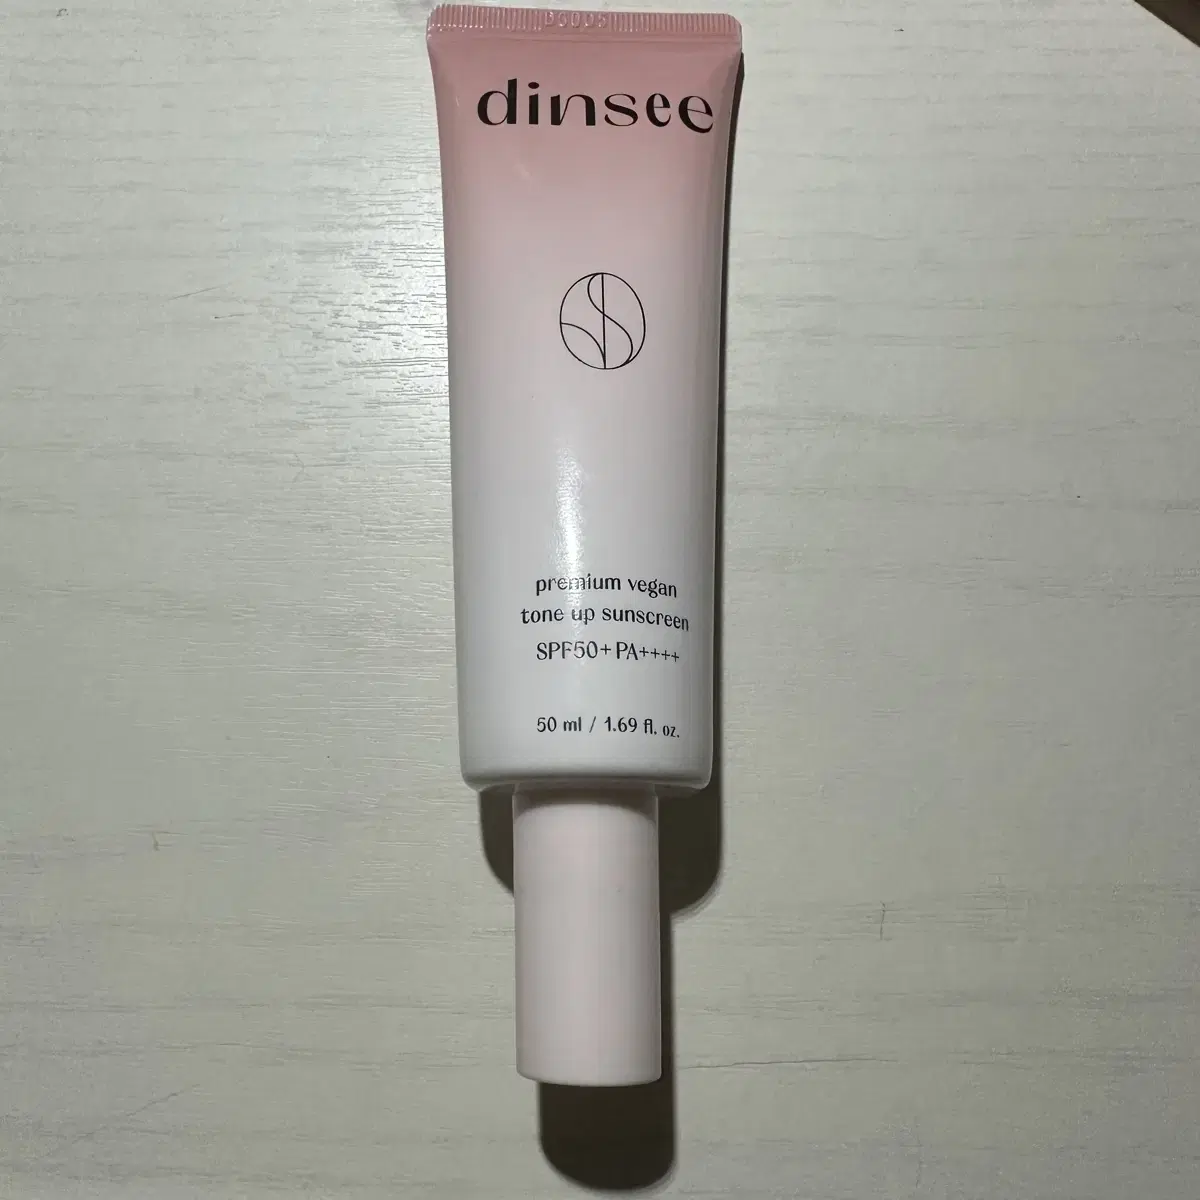 dinsee
premium vegan
tone up sunscreen
SPF50+ PA++++
50 ml / 1.69 fl. oz.